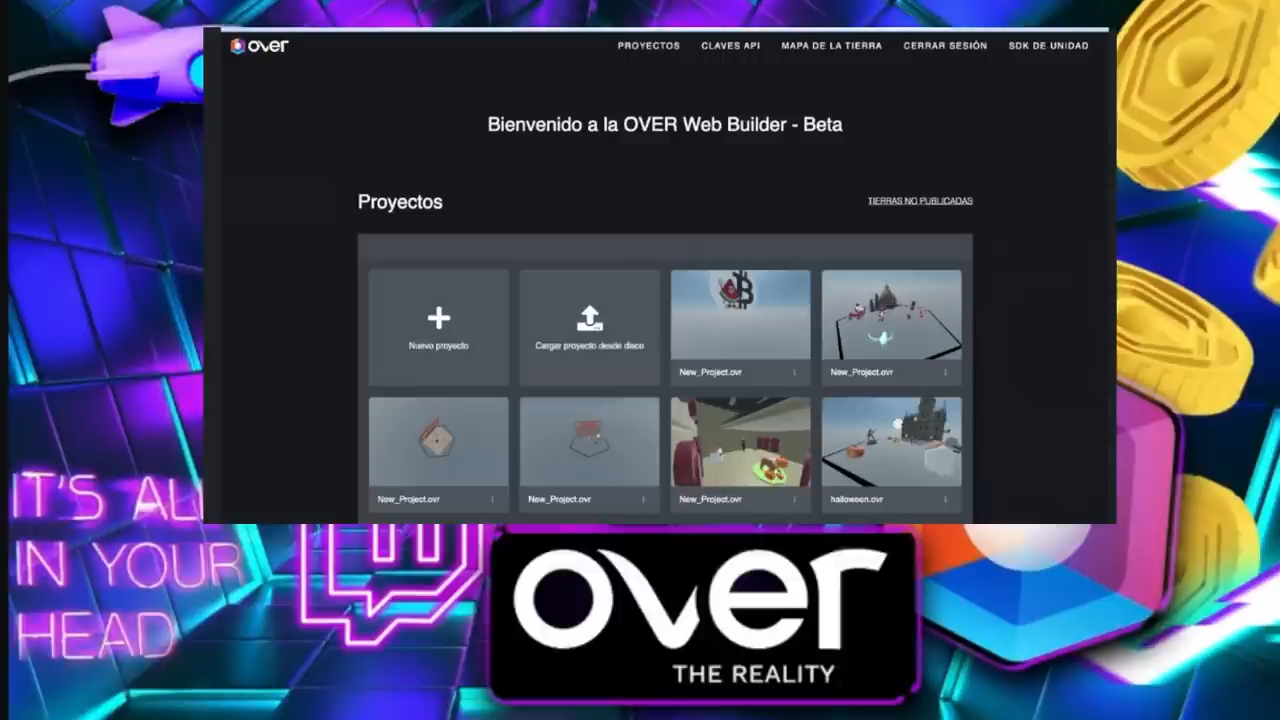 over
PROYECTOS CLAVES API MAPA DE LA TIERRA CERRAR SESIÓN SDK DE UNIDAD
Bienvenido a la OVER Web Builder - Beta
Proyectos
TIERRAS NO PUBLICADAS
Nuevo proyecto
Cargar proyecto desde disco
New_Project.ovr
New_Project.ovr
New_Project.ovr
New_Project.ovr
New_Project.ovr
halloween.ovr
IT'S ALL
IN YOUR
HEAD
over
THE REALITY